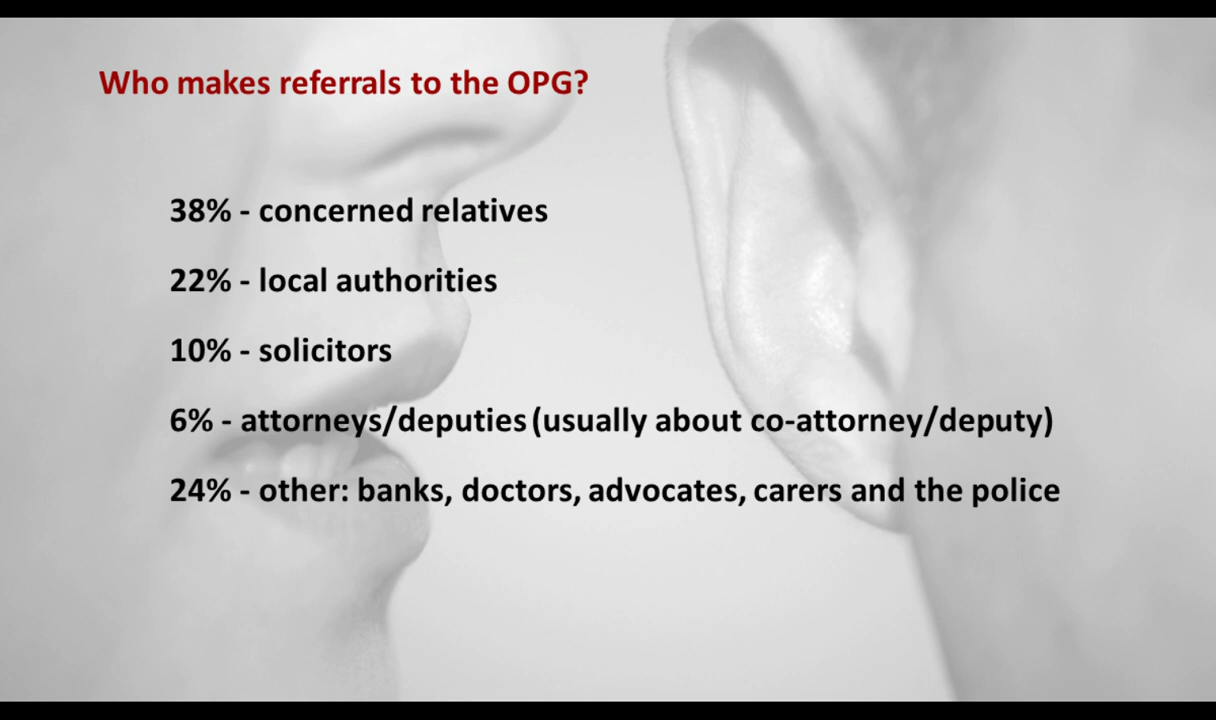 Who makes referrals to the OPG?
38% - concerned relatives
22% - local authorities
10% - solicitors
6% - attorneys/deputies (usually about co-attorney/deputy)
24% - other: banks, doctors, advocates, carers and the police